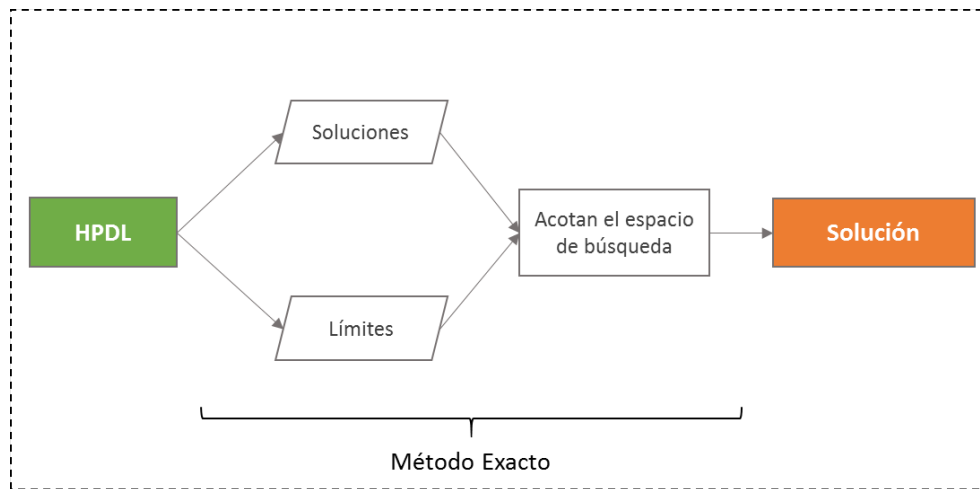 HPDL
Soluciones
Límites
Acotan el espacio
de búsqueda
Solución
Método Exacto